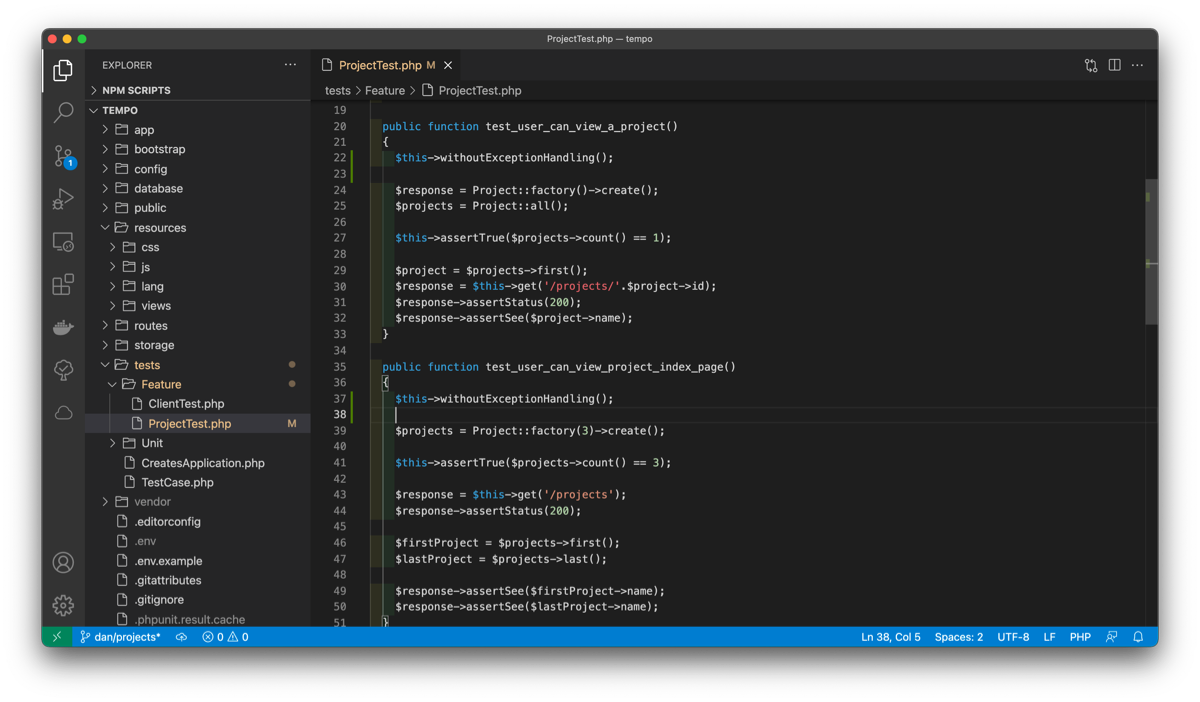 ProjectTest.php — tempo
EXPLORER
NPM SCRIPTS
TEMPO
app
bootstrap
config
database
public
resources
css
js
lang
views
routes
storage
tests
Feature
ClientTest.php
ProjectTest.php M
Unit
CreatesApplication.php
TestCase.php
vendor
.editorconfig
.env
.env.example
.gitattributes
.gitignore
.phpunit.result.cache
1
ProjectTest.php M
tests > Feature > ProjectTest.php
19
20 public function test_user_can_view_a_project()
21 {
22 $this->withoutExceptionHandling();
23
24 $response = Project::factory()->create();
25 $projects = Project::all();
26
27 $this->assertTrue($projects->count() == 1);
28
29 $project = $projects->first();
30 $response = $this->get('/projects/'.$project->id);
31 $response->assertStatus(200);
32 $response->assertSee($project->name);
33 }
34
35 public function test_user_can_view_project_index_page()
36 {
37 $this->withoutExceptionHandling();
38
39 $projects = Project::factory(3)->create();
40
41 $this->assertTrue($projects->count() == 3);
42
43 $response = $this->get('/projects');
44 $response->assertStatus(200);
45
46 $firstProject = $projects->first();
47 $lastProject = $projects->last();
48
49 $response->assertSee($firstProject->name);
50 $response->assertSee($lastProject->name);
51 }
dan/projects* 0 0 Ln 38, Col 5 Spaces: 2 UTF-8 LF PHP